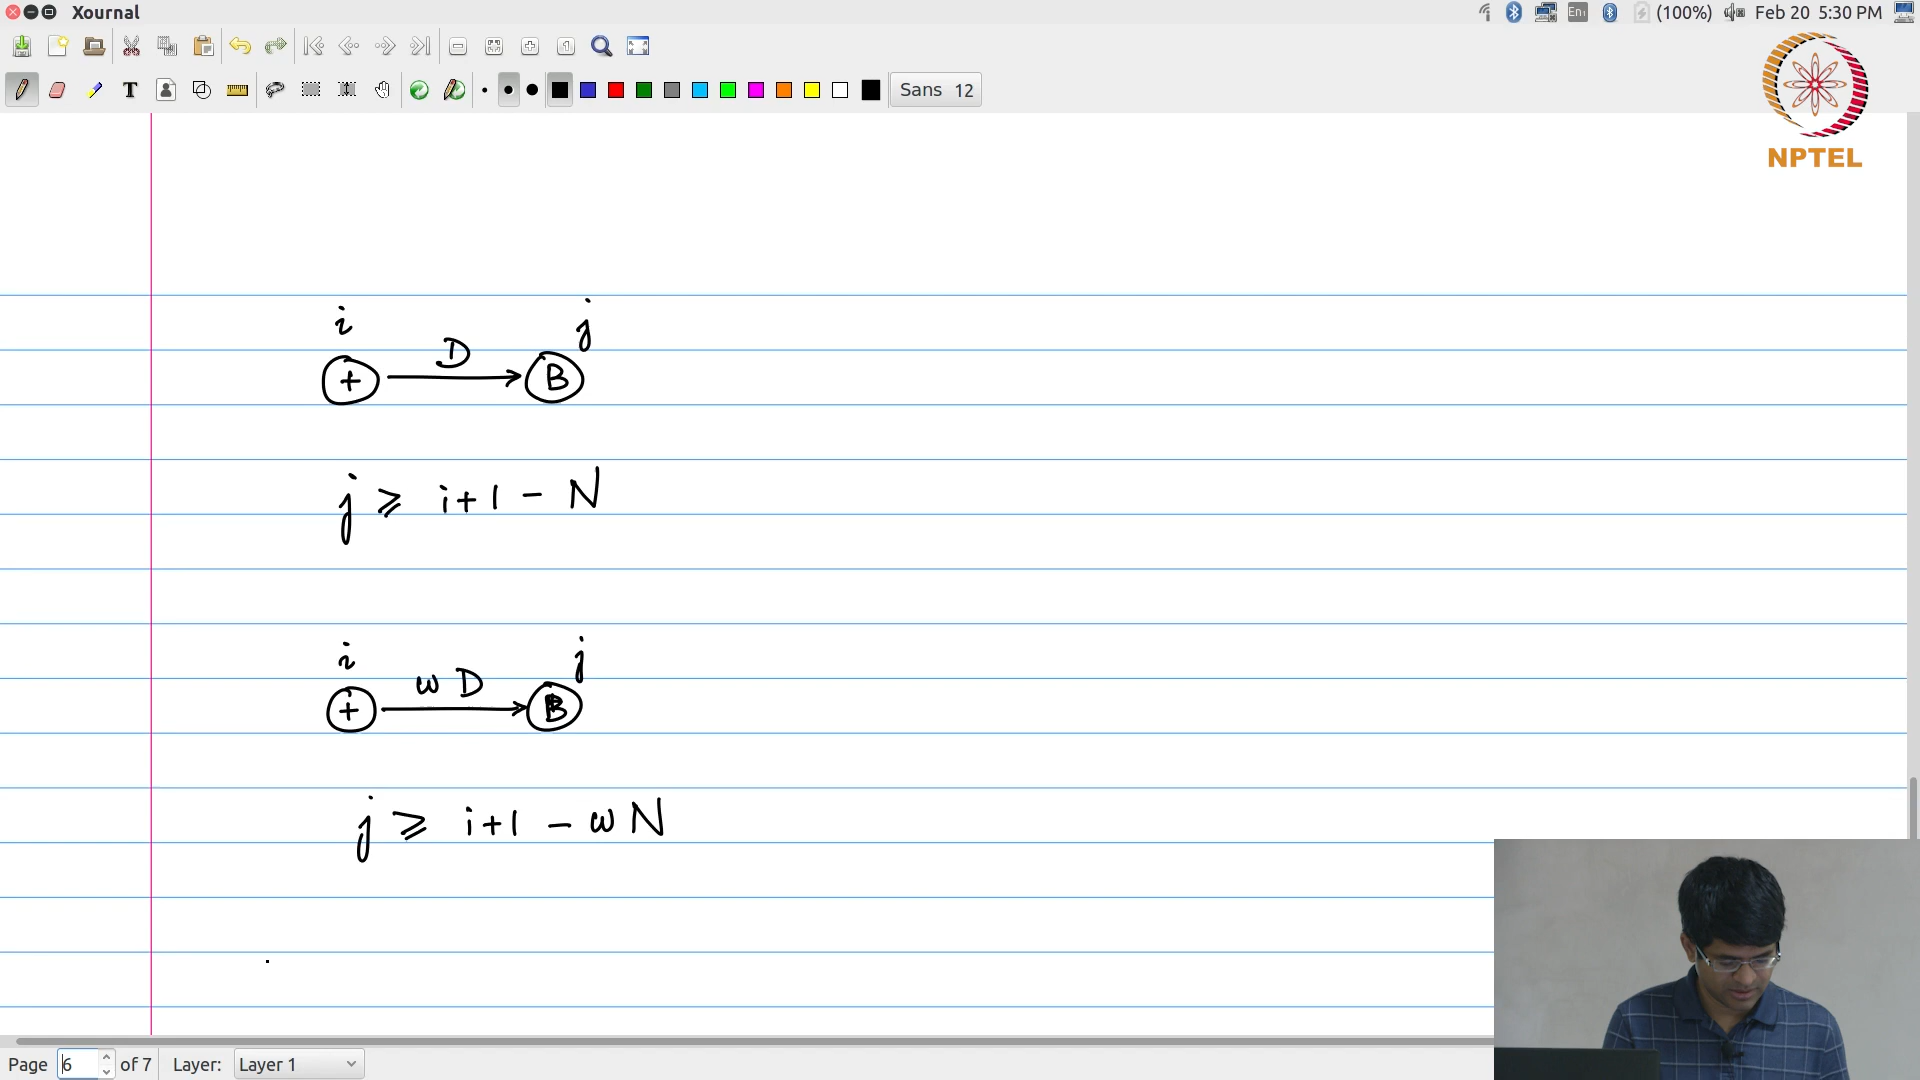 Xournal
En1
(100%)
Feb 20 5:30 PM
Sans 12
NPTEL
i j
+ D B
j ⩾ i+1 - N
i j
+ w D B
j ⩾ i+1 - w N
Page 6 of 7 Layer: Layer 1